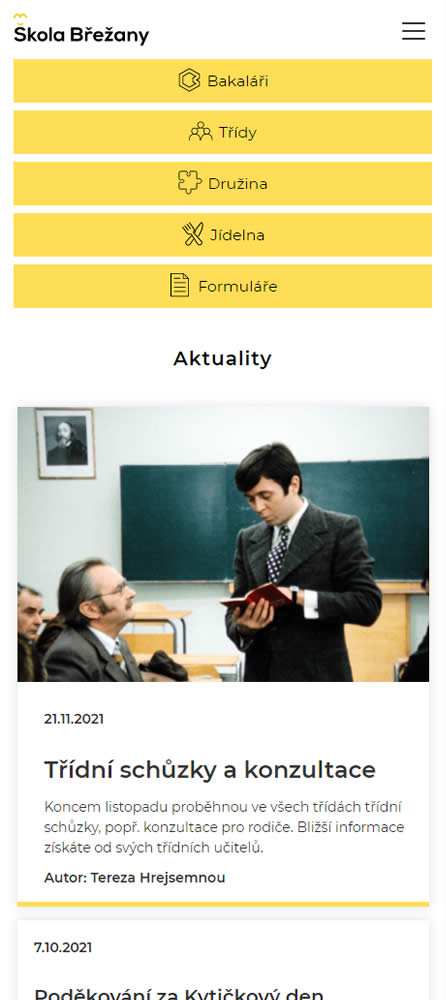 Škola Břežany
Bakaláři
Třídy
Družina
Jídelna
Formuláře
Aktuality
21.11.2021
Třídní schůzky a konzultace
Koncem listopadu proběhnou ve všech třídách třídní
schůzky, popř. konzultace pro rodiče. Bližší informace
získáte od svých třídních učitelů.
Autor: Tereza Hrejsemnou
7.10.2021
Poděkování za Kytičkový den